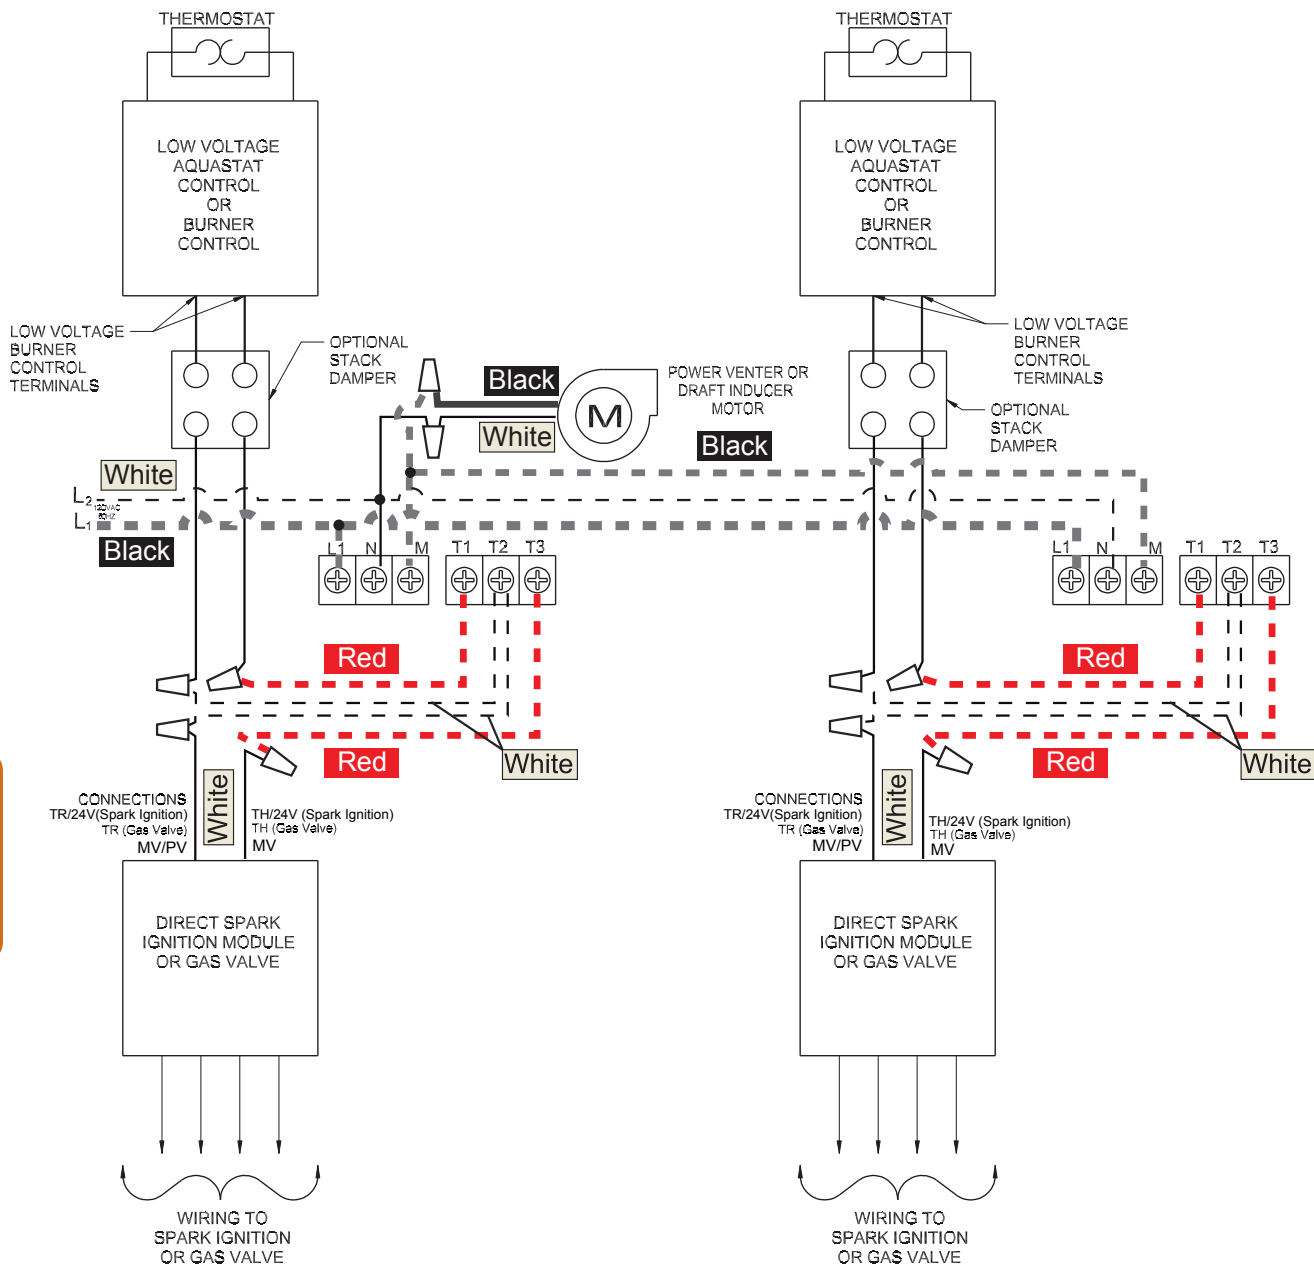 THERMOSTAT
LOW VOLTAGE
AQUASTAT
CONTROL
OR
BURNER
CONTROL
LOW VOLTAGE
BURNER
CONTROL
TERMINALS
OPTIONAL
STACK
DAMPER
Black
White
M
POWER VENTER OR
DRAFT INDUCER
MOTOR
Black
White
L2
120VAC
60HZ
L1
Black
L1 N M T1 T2 T3
Red
Red
White
White
CONNECTIONS
TR/24V(Spark Ignition)
TR (Gas Valve)
MV/PV
TH/24V (Spark Ignition)
TH (Gas Valve)
MV
DIRECT SPARK
IGNITION MODULE
OR GAS VALVE
WIRING TO
SPARK IGNITION
OR GAS VALVE
THERMOSTAT
LOW VOLTAGE
AQUASTAT
CONTROL
OR
BURNER
CONTROL
LOW VOLTAGE
BURNER
CONTROL
TERMINALS
OPTIONAL
STACK
DAMPER
L1 N M T1 T2 T3
Red
Red
White
White
CONNECTIONS
TR/24V(Spark Ignition)
TR (Gas Valve)
MV/PV
TH/24V (Spark Ignition)
TH (Gas Valve)
MV
DIRECT SPARK
IGNITION MODULE
OR GAS VALVE
WIRING TO
SPARK IGNITION
OR GAS VALVE